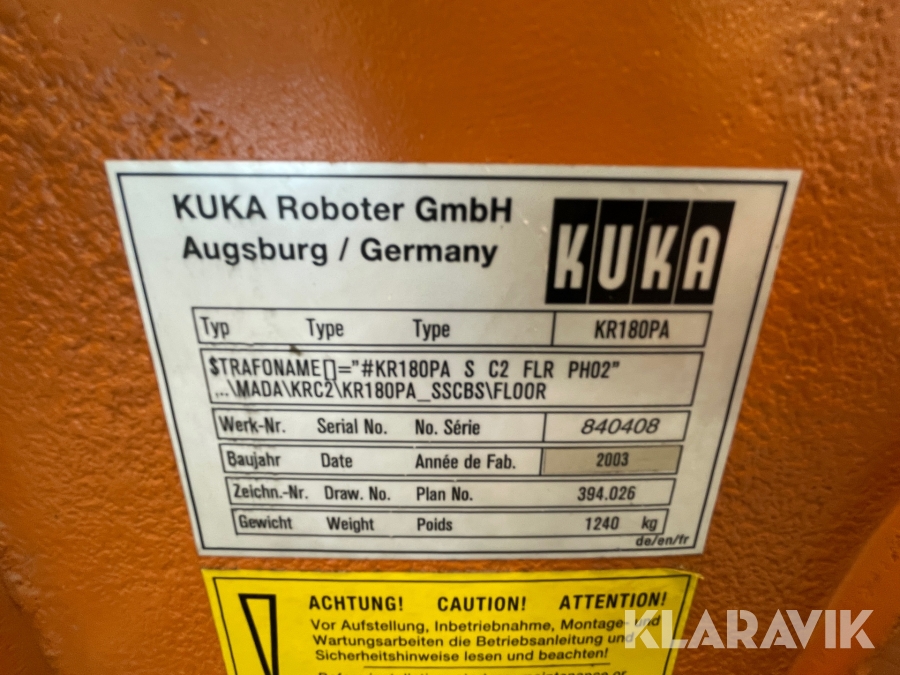 KUKA Roboter GmbH
Augsburg / Germany
KUKA
Typ Type Type KR180PA
$TRAFONAME[]="#KR180PA S C2 FLR PH02"
...\MADA\KRC2\KR180PA_SSCBS\FLOOR
Werk-Nr. Serial No. No. Série 840408
Baujahr Date Année de Fab. 2003
Zeichn.-Nr. Draw. No. Plan No. 394.026
Gewicht Weight Poids 1240 kg
de/en/fr
ACHTUNG! CAUTION! ATTENTION!
Vor Aufstellung, Inbetriebnahme, Montage- und
Wartungsarbeiten die Betriebsanleitung und
Sicherheitshinweise lesen und beachten!
KLARAVIK